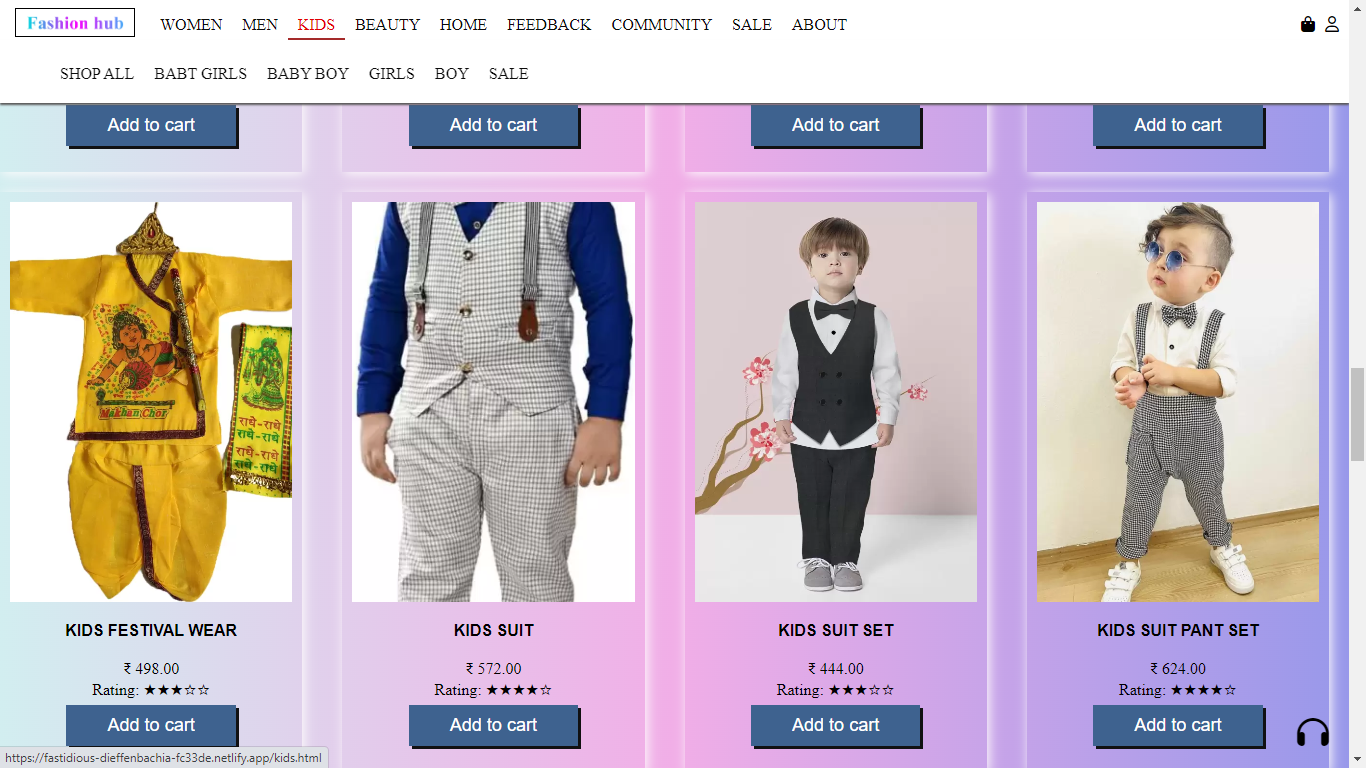 Fashion hub WOMEN MEN KIDS BEAUTY HOME FEEDBACK COMMUNITY SALE ABOUT
SHOP ALL BABT GIRLS BABY BOY GIRLS BOY SALE
Add to cart Add to cart Add to cart Add to cart
Makhan Chor
राधे-राधे
राधे-राधे
राधे-राधे
राधे-राधे
KIDS FESTIVAL WEAR KIDS SUIT KIDS SUIT SET KIDS SUIT PANT SET
₹ 498.00 ₹ 572.00 ₹ 444.00 ₹ 624.00
Rating: ★★★☆☆ Rating: ★★★★☆ Rating: ★★★☆☆ Rating: ★★★★☆
Add to cart Add to cart Add to cart Add to cart
https://fastidious-dieffenbachia-fc33de.netlify.app/kids.html